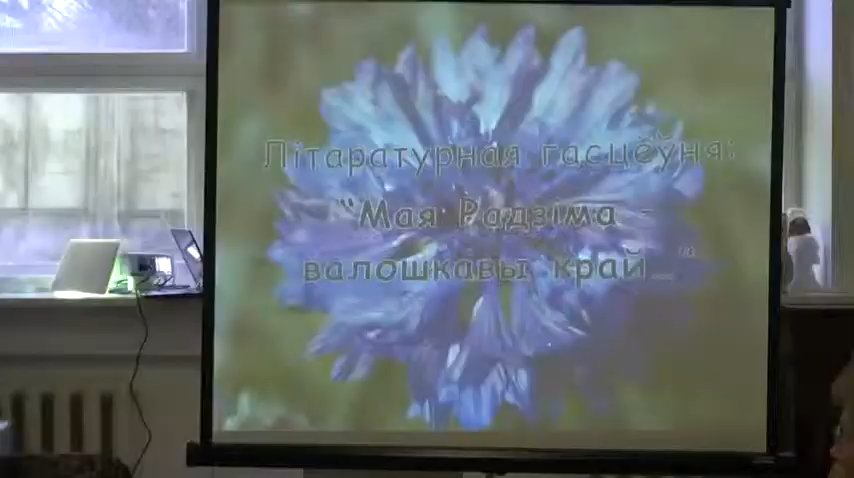 Літаратурная гасцёўня:
"Мая Радзіма -
валошкавы край..."